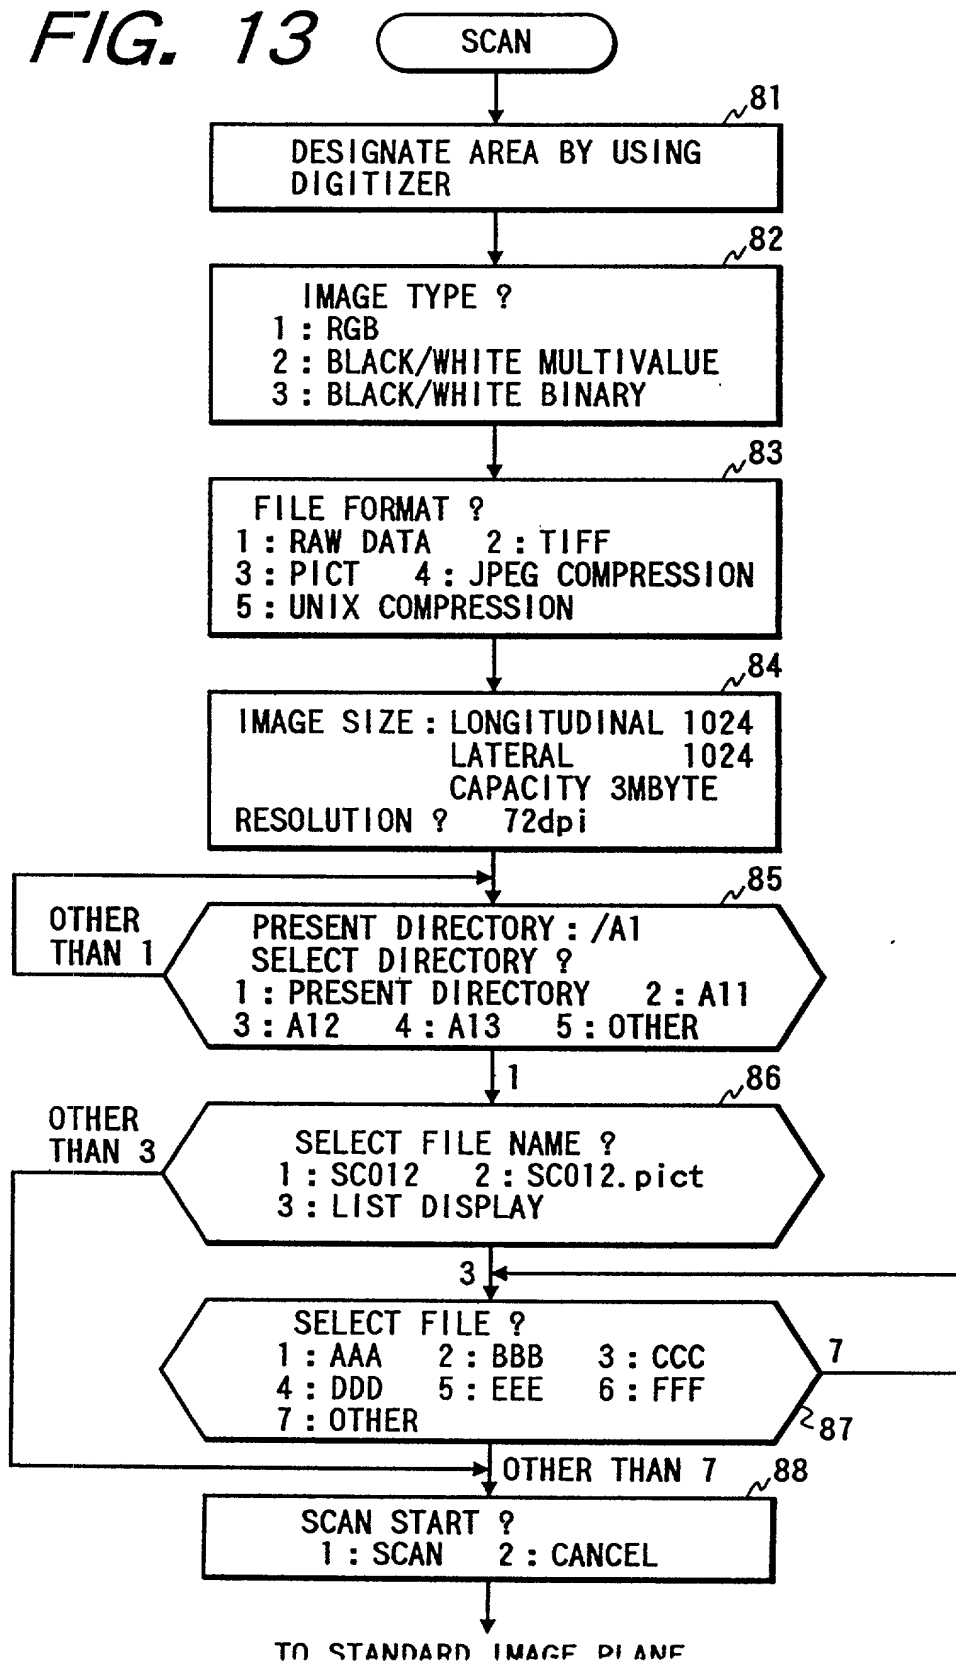 FIG. 13
SCAN
81
DESIGNATE AREA BY USING
DIGITIZER
82
IMAGE TYPE ?
1 : RGB
2 : BLACK/WHITE MULTIVALUE
3 : BLACK/WHITE BINARY
83
FILE FORMAT ?
1 : RAW DATA 2 : TIFF
3 : PICT 4 : JPEG COMPRESSION
5 : UNIX COMPRESSION
84
IMAGE SIZE : LONGITUDINAL 1024
LATERAL 1024
CAPACITY 3MBYTE
RESOLUTION ? 72dpi
85
OTHER
THAN 1
PRESENT DIRECTORY : /A1
SELECT DIRECTORY ?
1 : PRESENT DIRECTORY 2 : A11
3 : A12 4 : A13 5 : OTHER
1
86
OTHER
THAN 3
SELECT FILE NAME ?
1 : SC012 2 : SC012.pict
3 : LIST DISPLAY
3
SELECT FILE ?
1 : AAA 2 : BBB 3 : CCC
4 : DDD 5 : EEE 6 : FFF
7 : OTHER
7
87
OTHER THAN 7
88
SCAN START ?
1 : SCAN 2 : CANCEL
TO STANDARD IMAGE PLANE